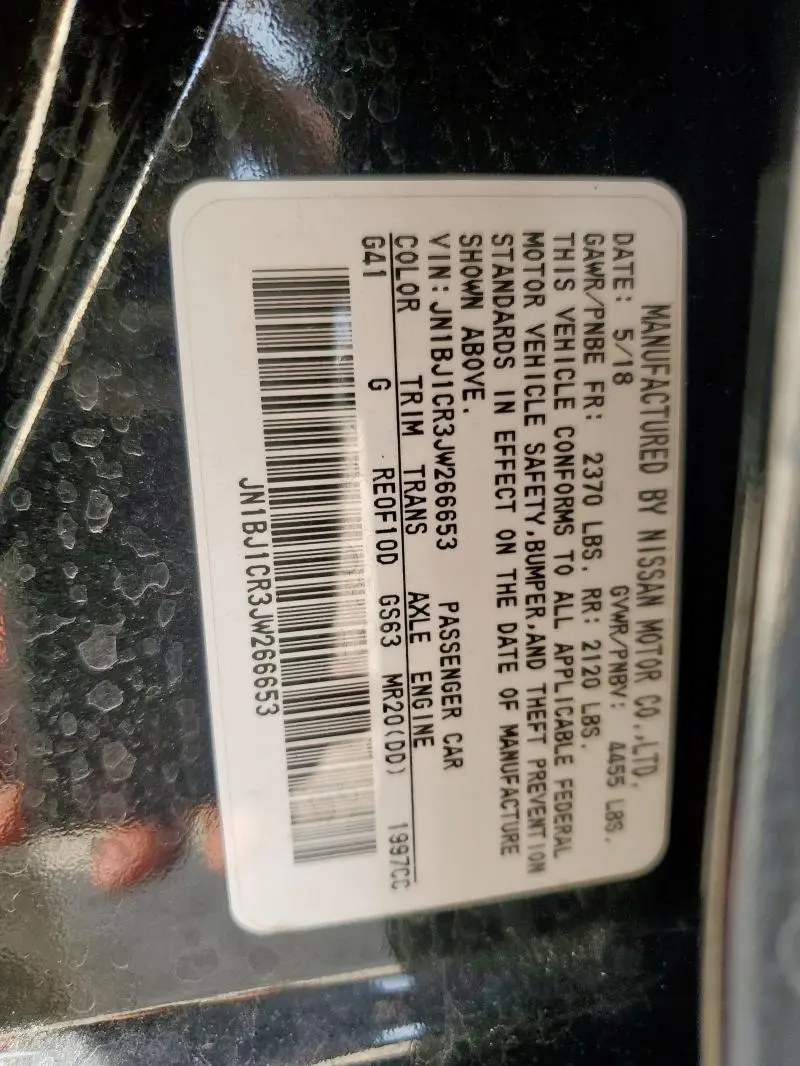 MANUFACTURED BY NISSAN MOTOR CO.,LTD.
DATE: 5/18 GVWR/PNBV: 4455 LBS.
GAWR/PNBE FR: 2370 LBS. RR: 2120 LBS.
THIS VEHICLE CONFORMS TO ALL APPLICABLE FEDERAL
MOTOR VEHICLE SAFETY,BUMPER,AND THEFT PREVENTION
STANDARDS IN EFFECT ON THE DATE OF MANUFACTURE
SHOWN ABOVE.
VIN: JN1BJ1CR3JW266653 PASSENGER CAR
COLOR TRIM TRANS AXLE ENGINE
G41 G RE0F10D GS63 MR20(DD) 1997CC
JN1BJ1CR3JW266653